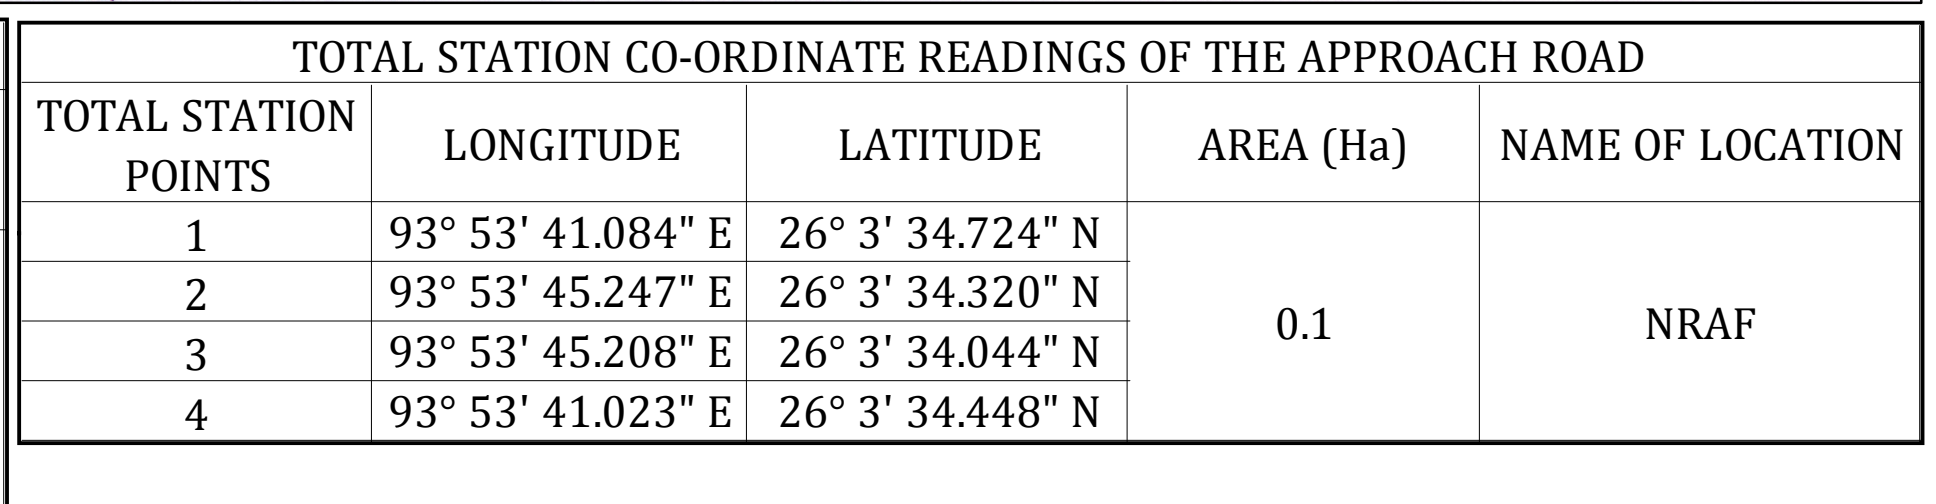 TOTAL STATION CO-ORDINATE READINGS OF THE APPROACH ROAD
TOTAL STATION POINTS LONGITUDE LATITUDE AREA (Ha) NAME OF LOCATION
1 93° 53' 41.084" E 26° 3' 34.724" N
2 93° 53' 45.247" E 26° 3' 34.320" N
0.1 NRAF
3 93° 53' 45.208" E 26° 3' 34.044" N
4 93° 53' 41.023" E 26° 3' 34.448" N